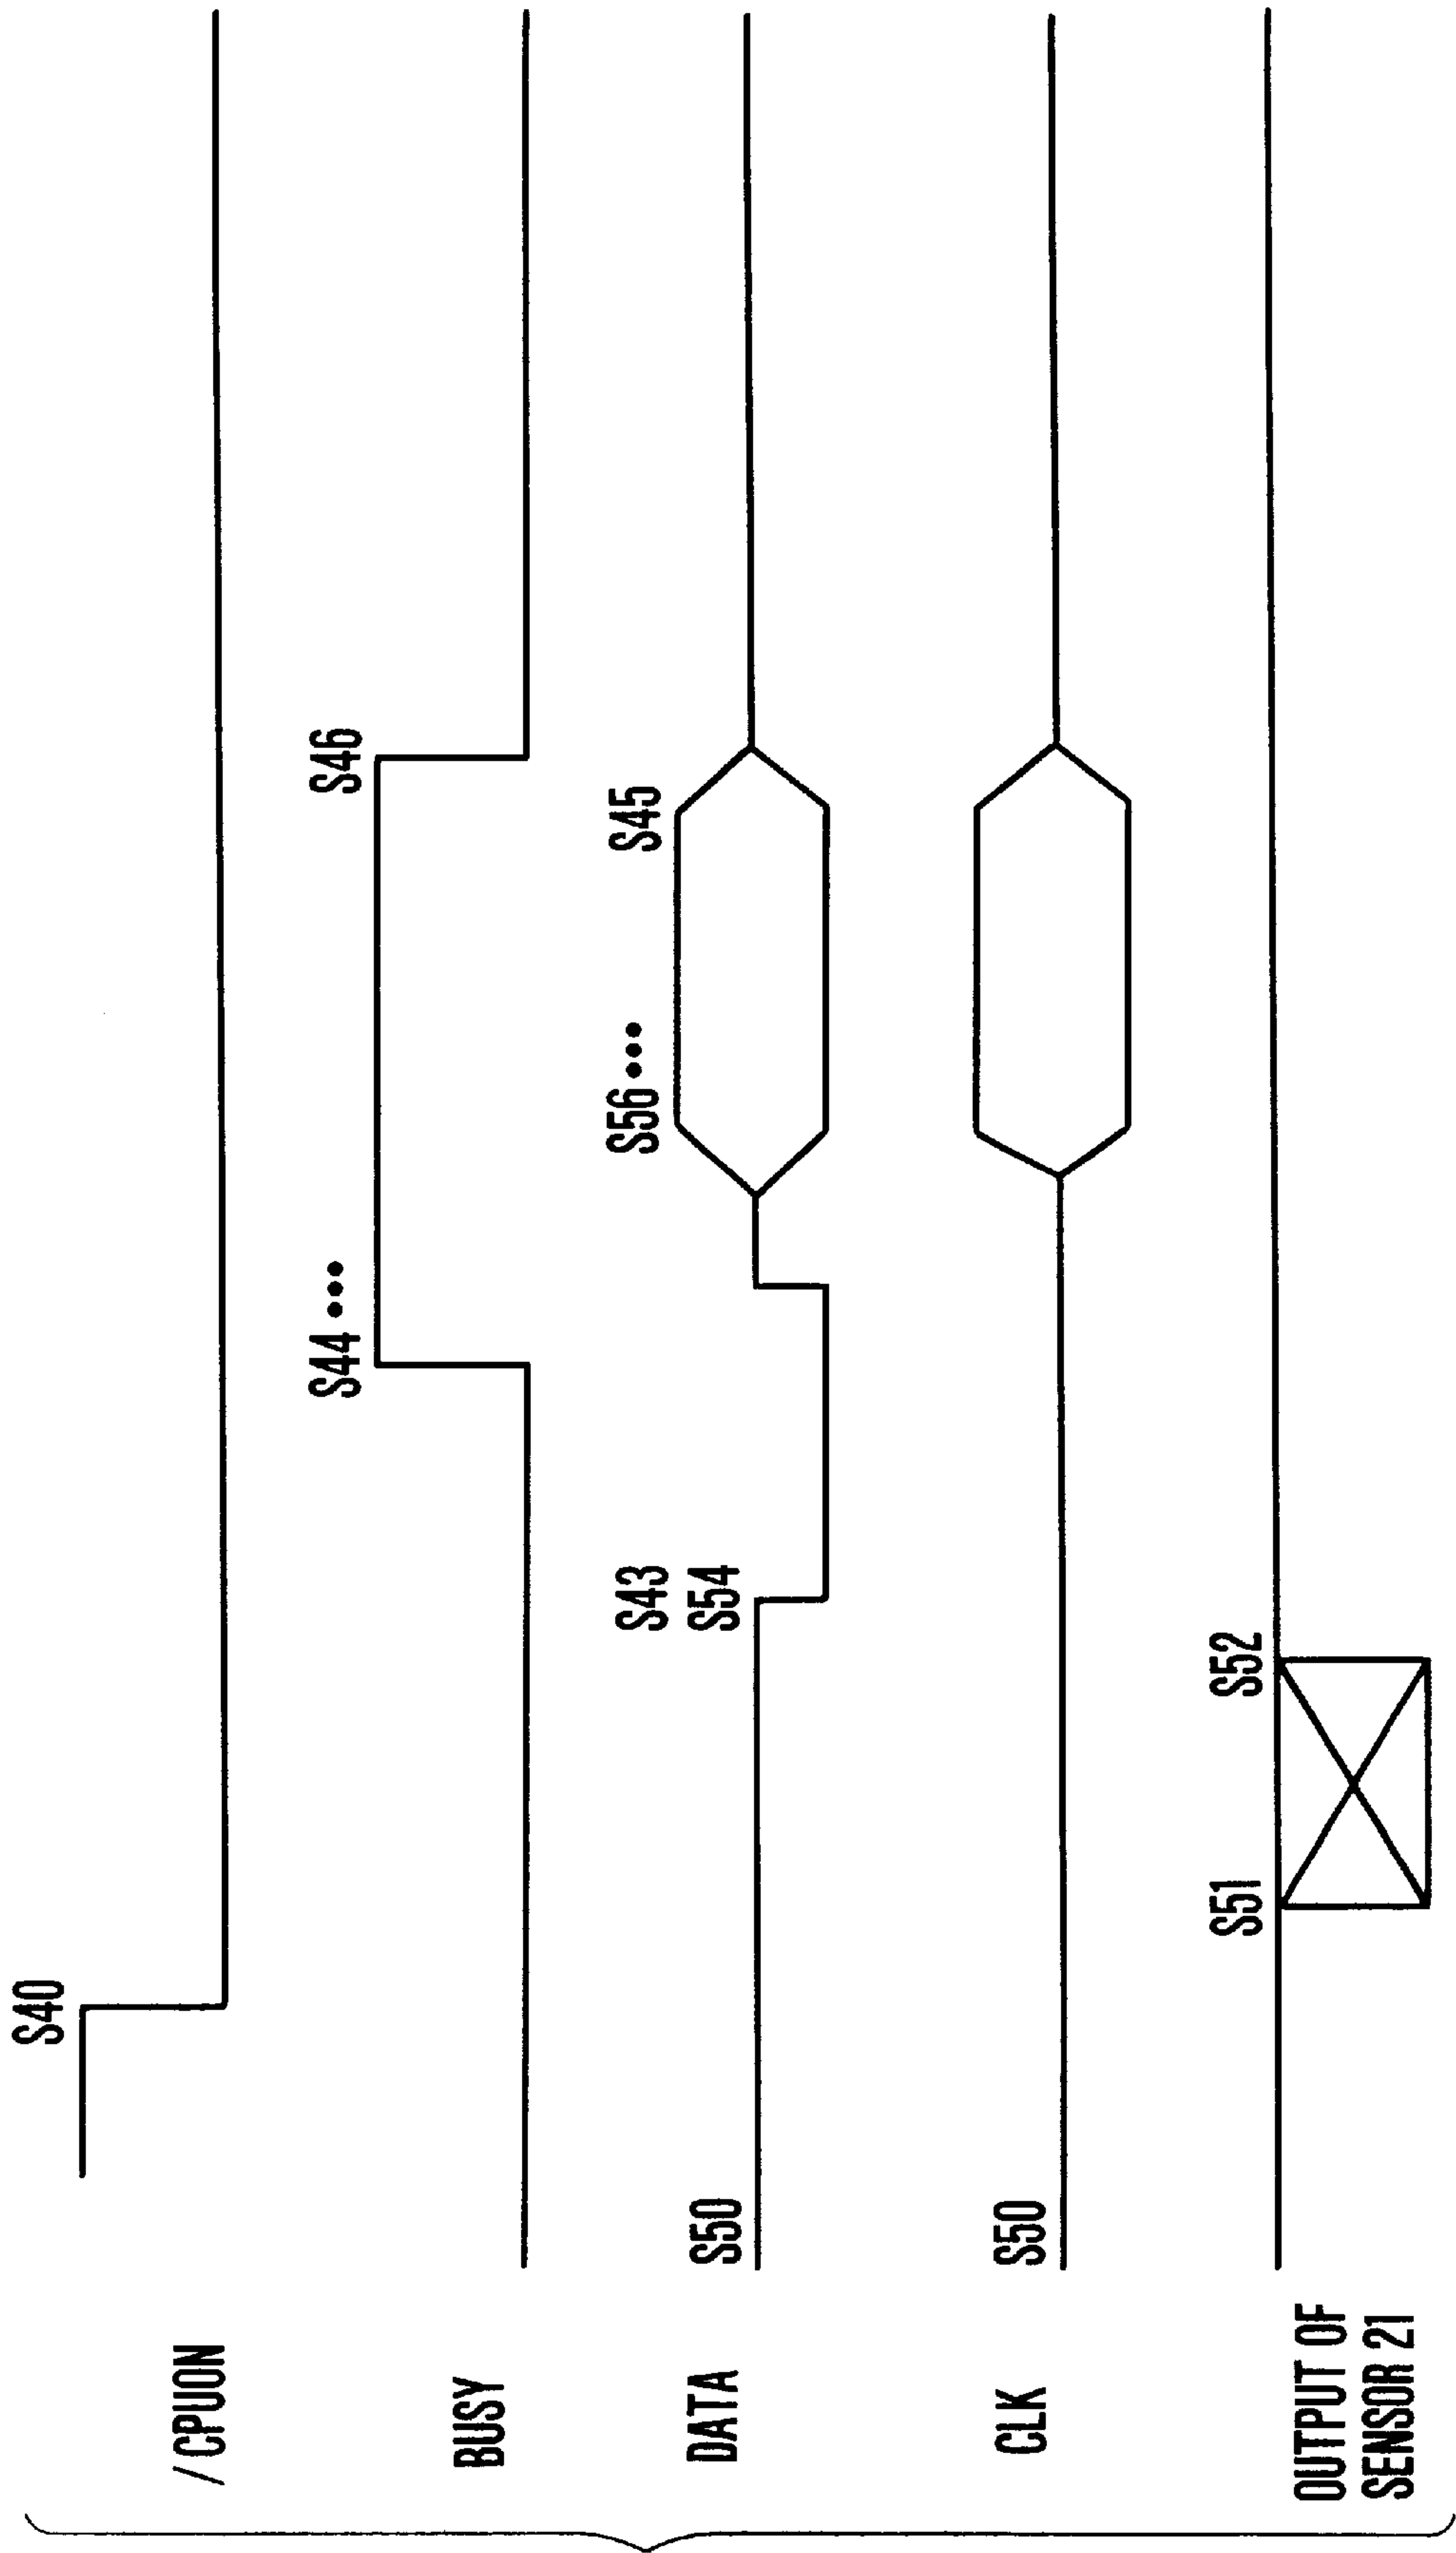 /CPUON
S40
BUSY
S44 •••
S46
DATA
S50
S43
S54
S56 •••
S45
CLK
S50
OUTPUT OF
SENSOR 21
S51
S52